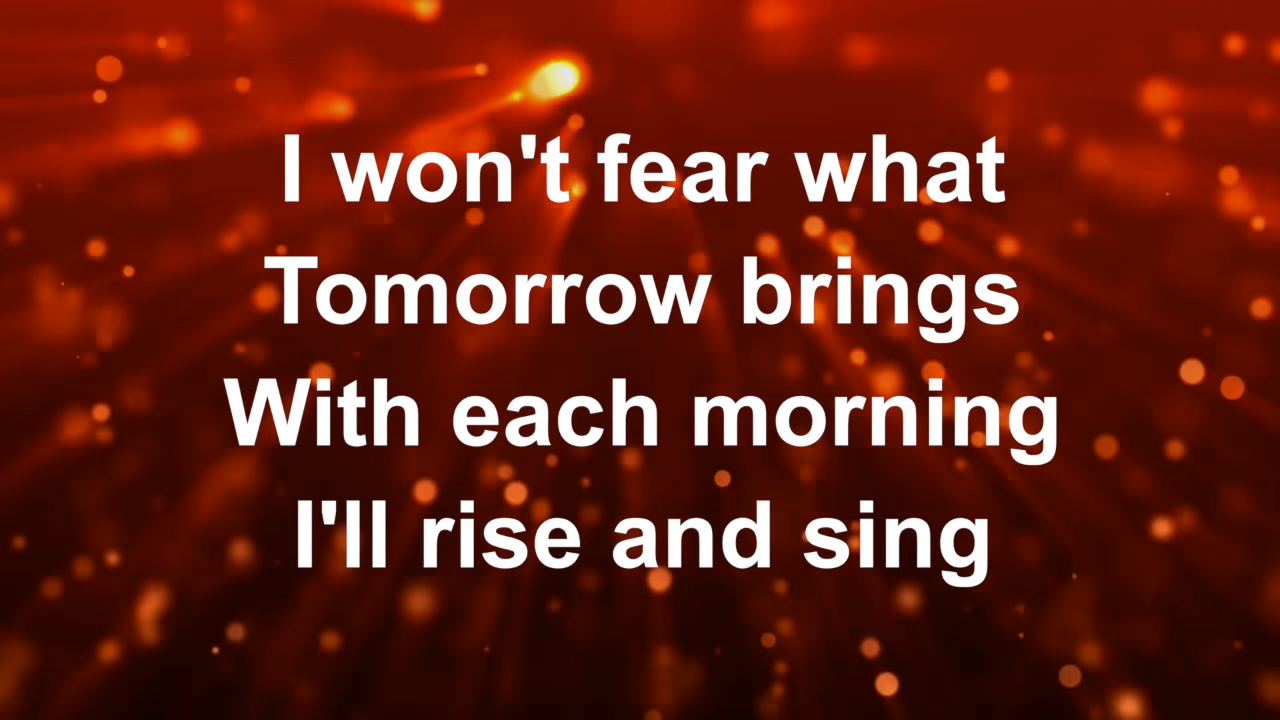 I won't fear what
Tomorrow brings
With each morning
I'll rise and sing